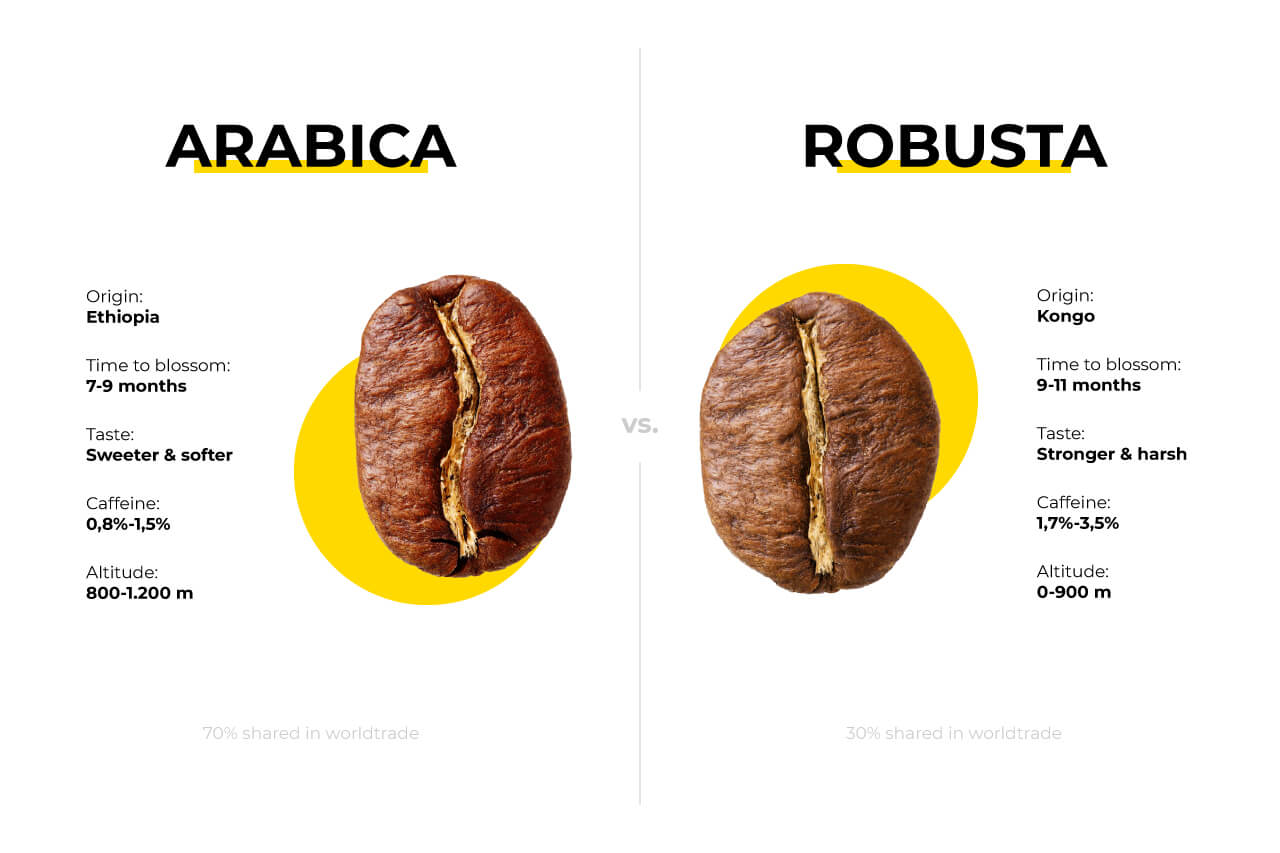 ARABICA
Origin:
Ethiopia
Time to blossom:
7-9 months
Taste:
Sweeter & softer
Caffeine:
0,8%-1,5%
Altitude:
800-1.200 m
70% shared in worldtrade
vs.
ROBUSTA
Origin:
Kongo
Time to blossom:
9-11 months
Taste:
Stronger & harsh
Caffeine:
1,7%-3,5%
Altitude:
0-900 m
30% shared in worldtrade